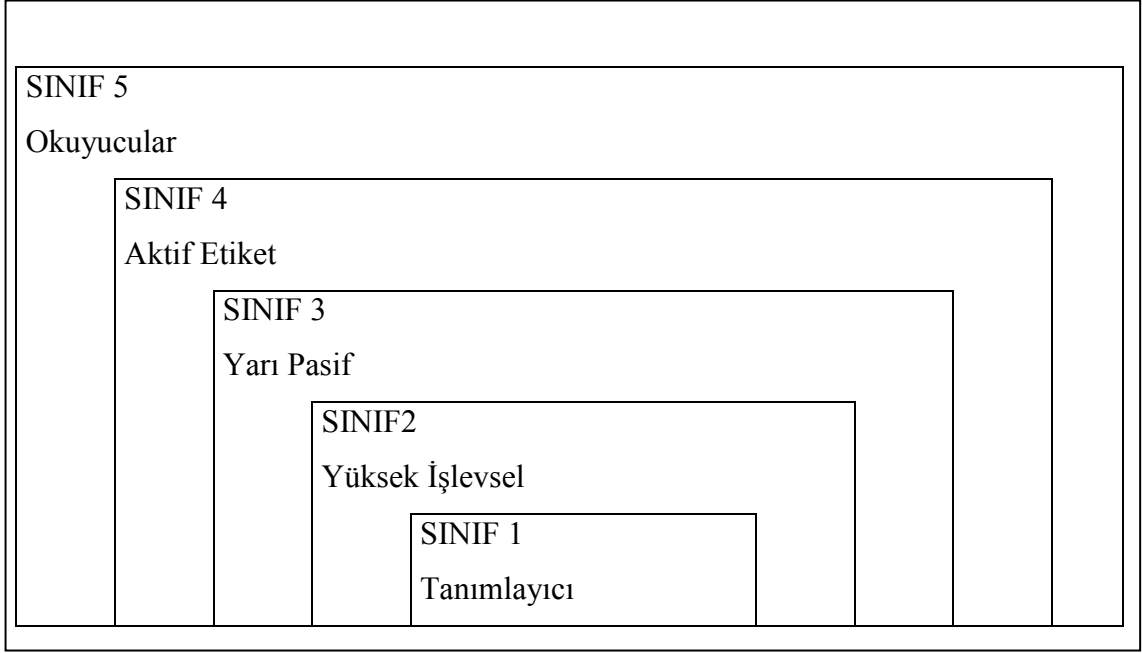 SINIF 5
Okuyucular
SINIF 4
Aktif Etiket
SINIF 3
Yarı Pasif
SINIF2
Yüksek İşlevsel
SINIF 1
Tanımlayıcı